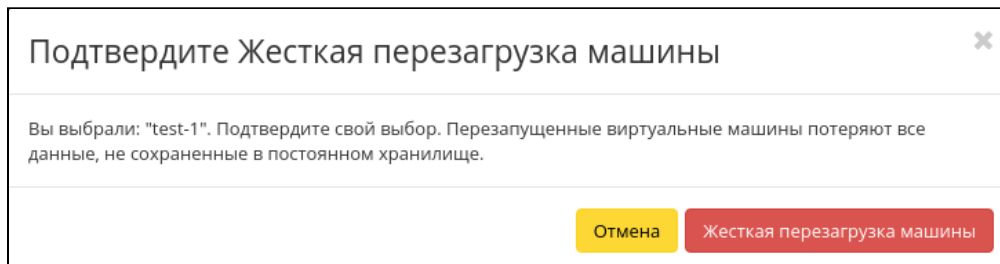 Подтвердите Жесткая перезагрузка машины
Вы выбрали: "test-1". Подтвердите свой выбор. Перезапущенные виртуальные машины потеряют все
данные, не сохраненные в постоянном хранилище.
Отмена
Жесткая перезагрузка машины